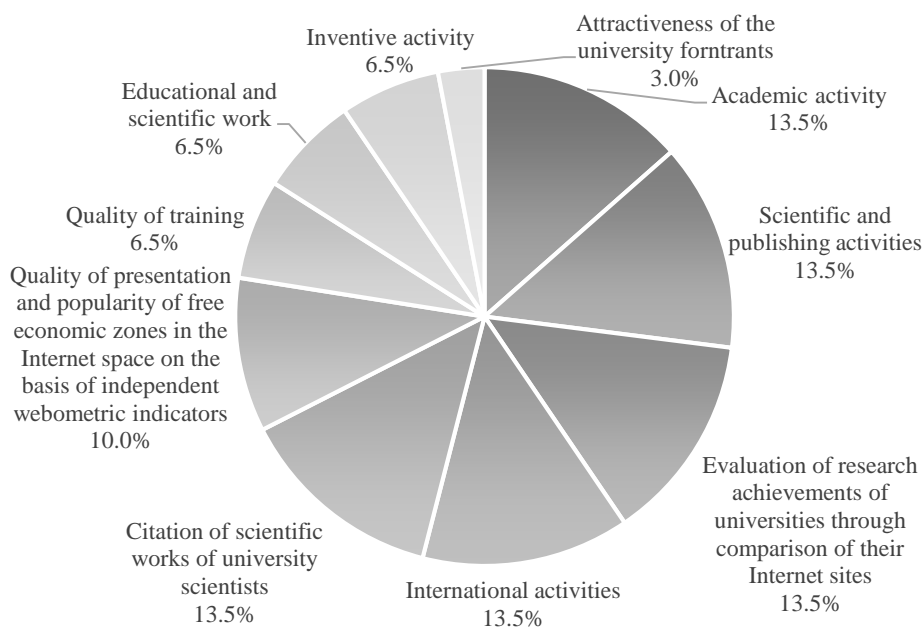 Attractiveness of the
university forntrants
3.0%
Academic activity
13.5%
Scientific and
publishing activities
13.5%
Evaluation of research
achievements of
universities through
comparison of their
Internet sites
13.5%
International activities
13.5%
Citation of scientific
works of university
scientists
13.5%
Quality of presentation
and popularity of free
economic zones in the
Internet space on the
basis of independent
webometric indicators
10.0%
Quality of training
6.5%
Educational and
scientific work
6.5%
Inventive activity
6.5%